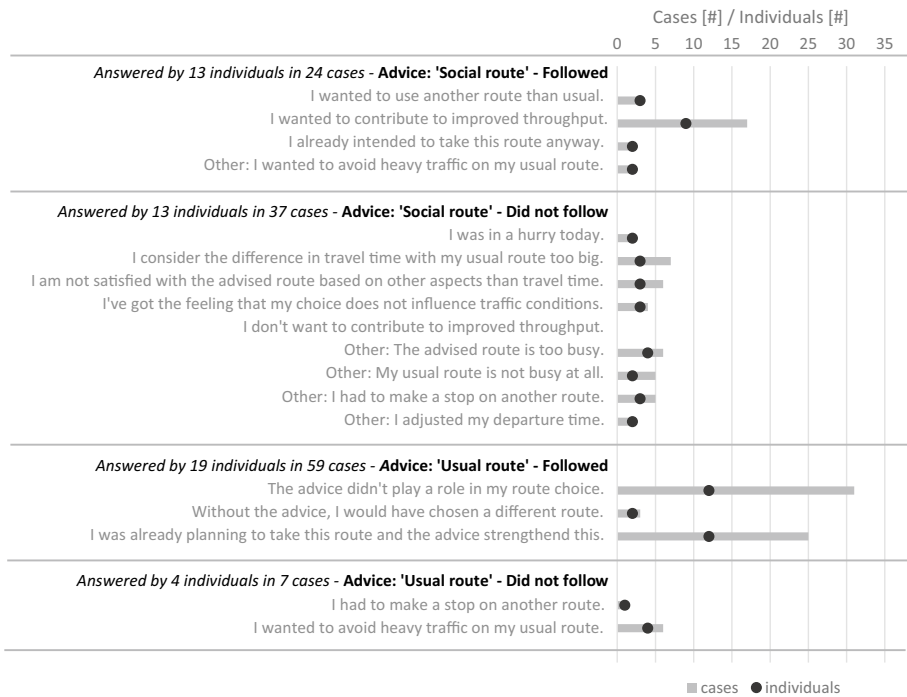 Cases [#] / Individuals [#]
0 5 10 15 20 25 30 35
Answered by 13 individuals in 24 cases - Advice: 'Social route' - Followed
I wanted to use another route than usual.
I wanted to contribute to improved throughput.
I already intended to take this route anyway.
Other: I wanted to avoid heavy traffic on my usual route.
Answered by 13 individuals in 37 cases - Advice: 'Social route' - Did not follow
I was in a hurry today.
I consider the difference in travel time with my usual route too big.
I am not satisfied with the advised route based on other aspects than travel time.
I've got the feeling that my choice does not influence traffic conditions.
I don't want to contribute to improved throughput.
Other: The advised route is too busy.
Other: My usual route is not busy at all.
Other: I had to make a stop on another route.
Other: I adjusted my departure time.
Answered by 19 individuals in 59 cases - Advice: 'Usual route' - Followed
The advice didn't play a role in my route choice.
Without the advice, I would have chosen a different route.
I was already planning to take this route and the advice strengthend this.
Answered by 4 individuals in 7 cases - Advice: 'Usual route' - Did not follow
I had to make a stop on another route.
I wanted to avoid heavy traffic on my usual route.
cases individuals